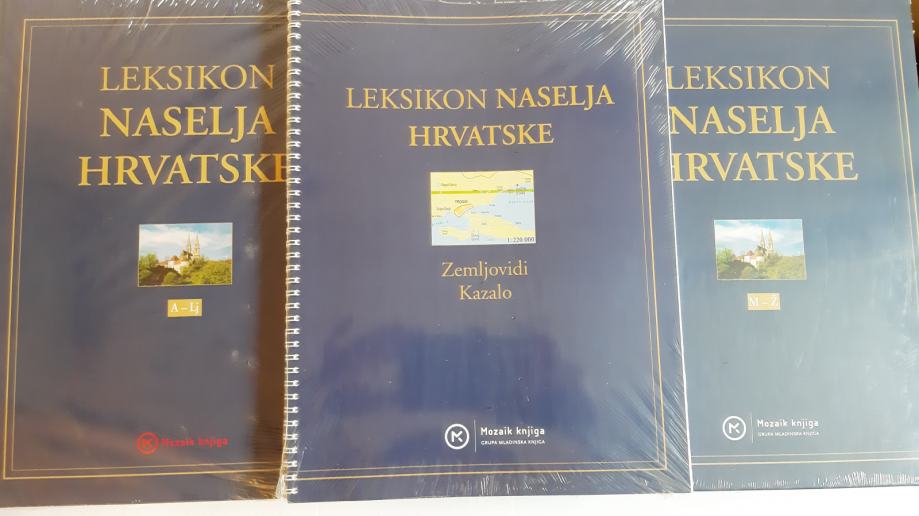 LEKSIKON
NASELJA
HRVATSKE
A – Lj
Mozaik knjiga
LEKSIKON NASELJA
HRVATSKE
TROGIR
1:220 000
Zemljovidi
Kazalo
Mozaik knjiga
GRUPA MLADINSKA KNJIGA
LEKSIKON
NASELJA
HRVATSKE
M – Ž
Mozaik knjiga
GRUPA MLADINSKA KNJIGA